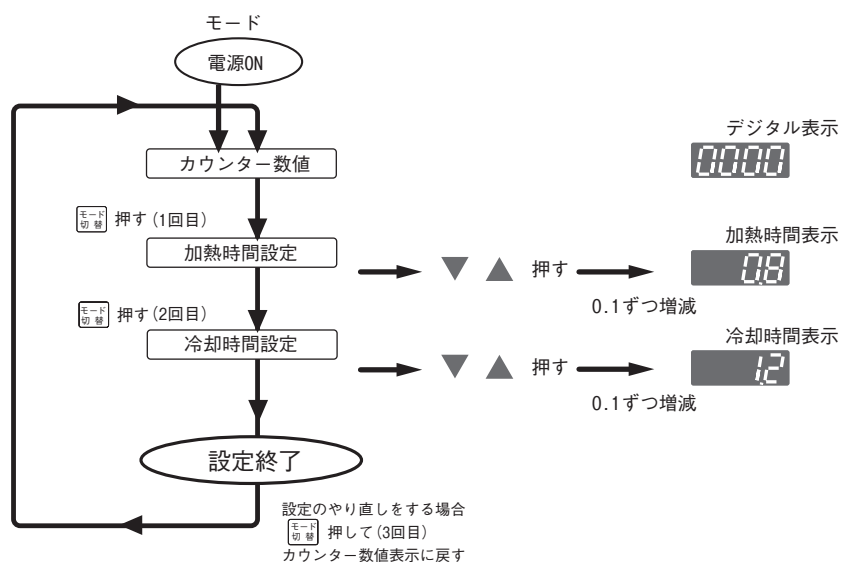 モード
電源ON
カウンター数値
デジタル表示
0000
モード
切替
押す(1回目)
加熱時間設定
▼ ▲ 押す
0.1ずつ増減
加熱時間表示
0.8
モード
切替
押す(2回目)
冷却時間設定
▼ ▲ 押す
0.1ずつ増減
冷却時間表示
1.2
設定終了
設定のやり直しをする場合
モード
切替
押して(3回目)
カウンター数値表示に戻す